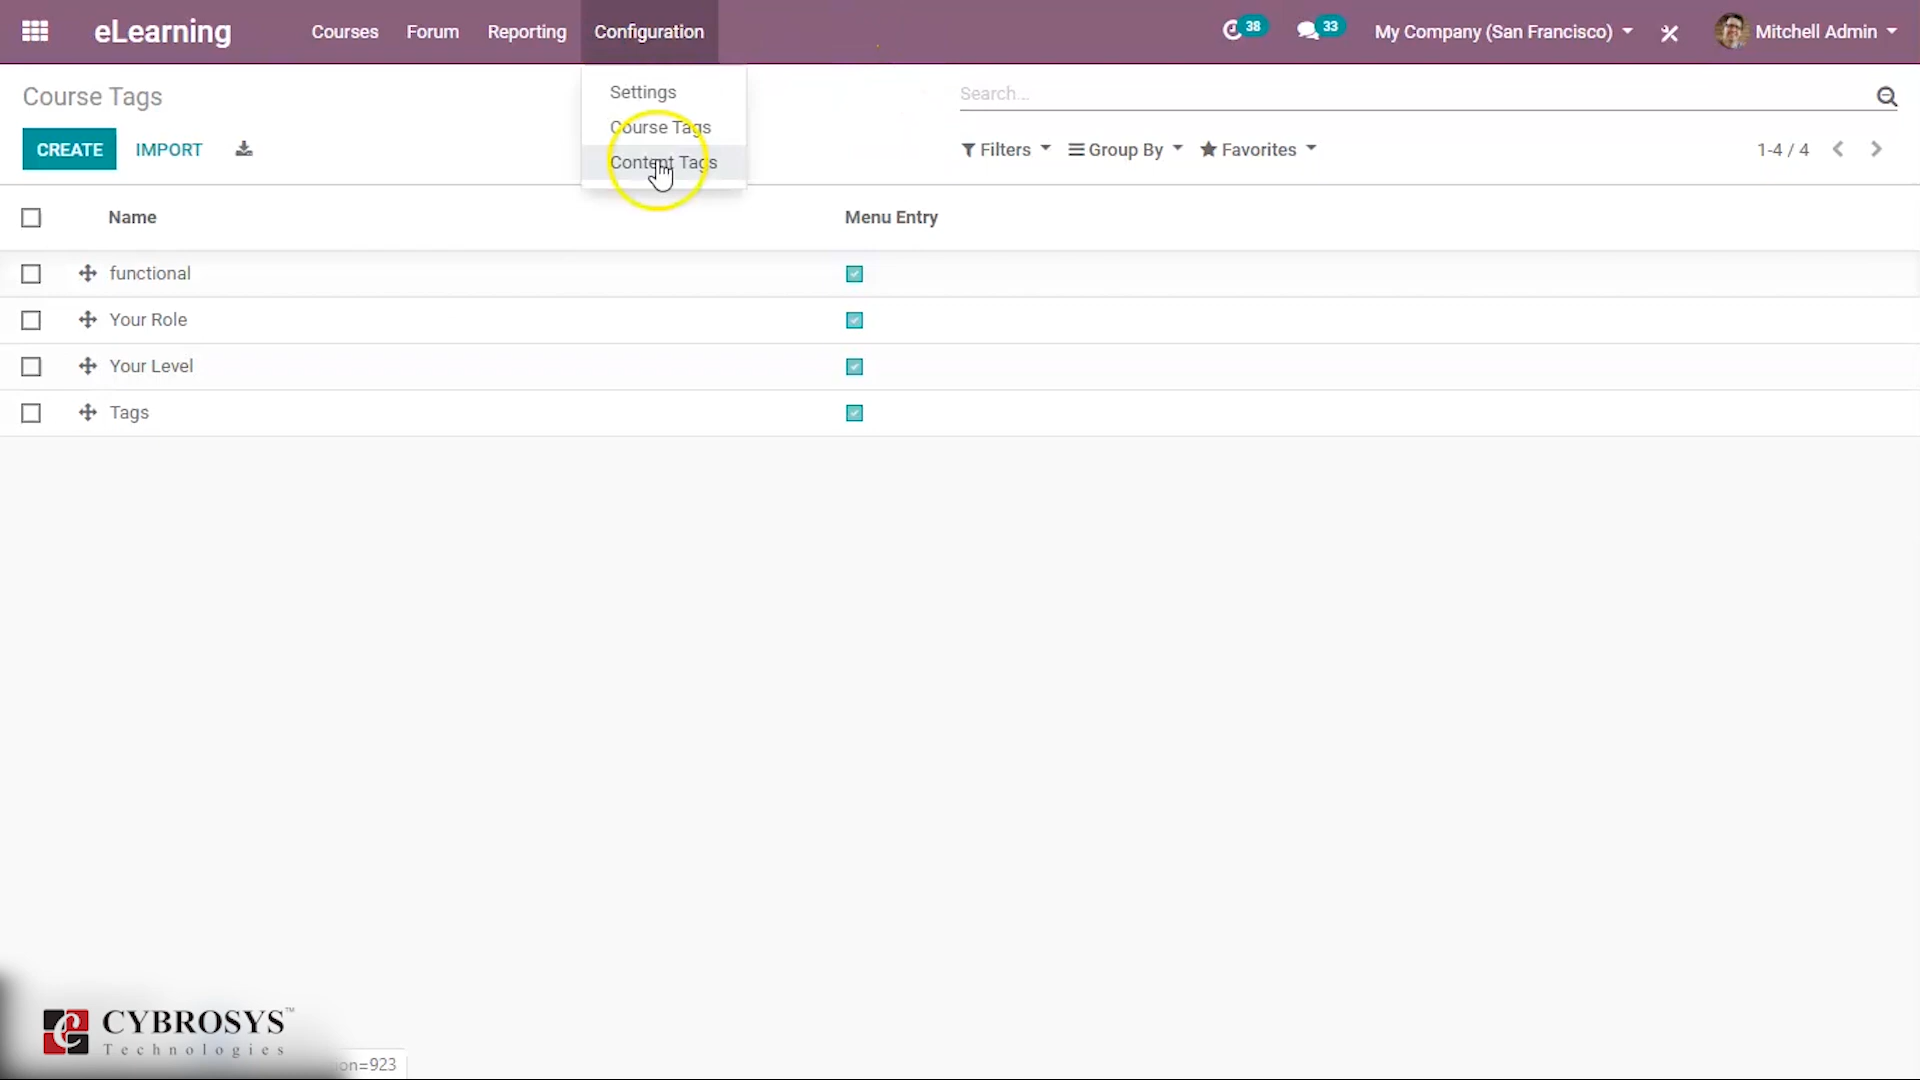 eLearning Courses Forum Reporting Configuration 38 33 My Company (San Francisco) Mitchell Admin
Course Tags
Settings
Course Tags
Content Tags
Search...
CREATE IMPORT
Filters Group By Favorites 1-4 / 4
Name Menu Entry
functional
Your Role
Your Level
Tags
CYBROSYS™
Technologies
ion=923